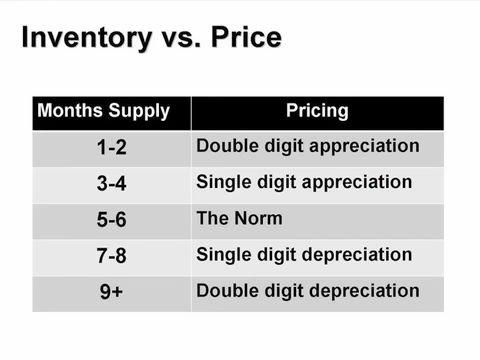 Inventory vs. Price
Months Supply Pricing
1-2 Double digit appreciation
3-4 Single digit appreciation
5-6 The Norm
7-8 Single digit depreciation
9+ Double digit depreciation